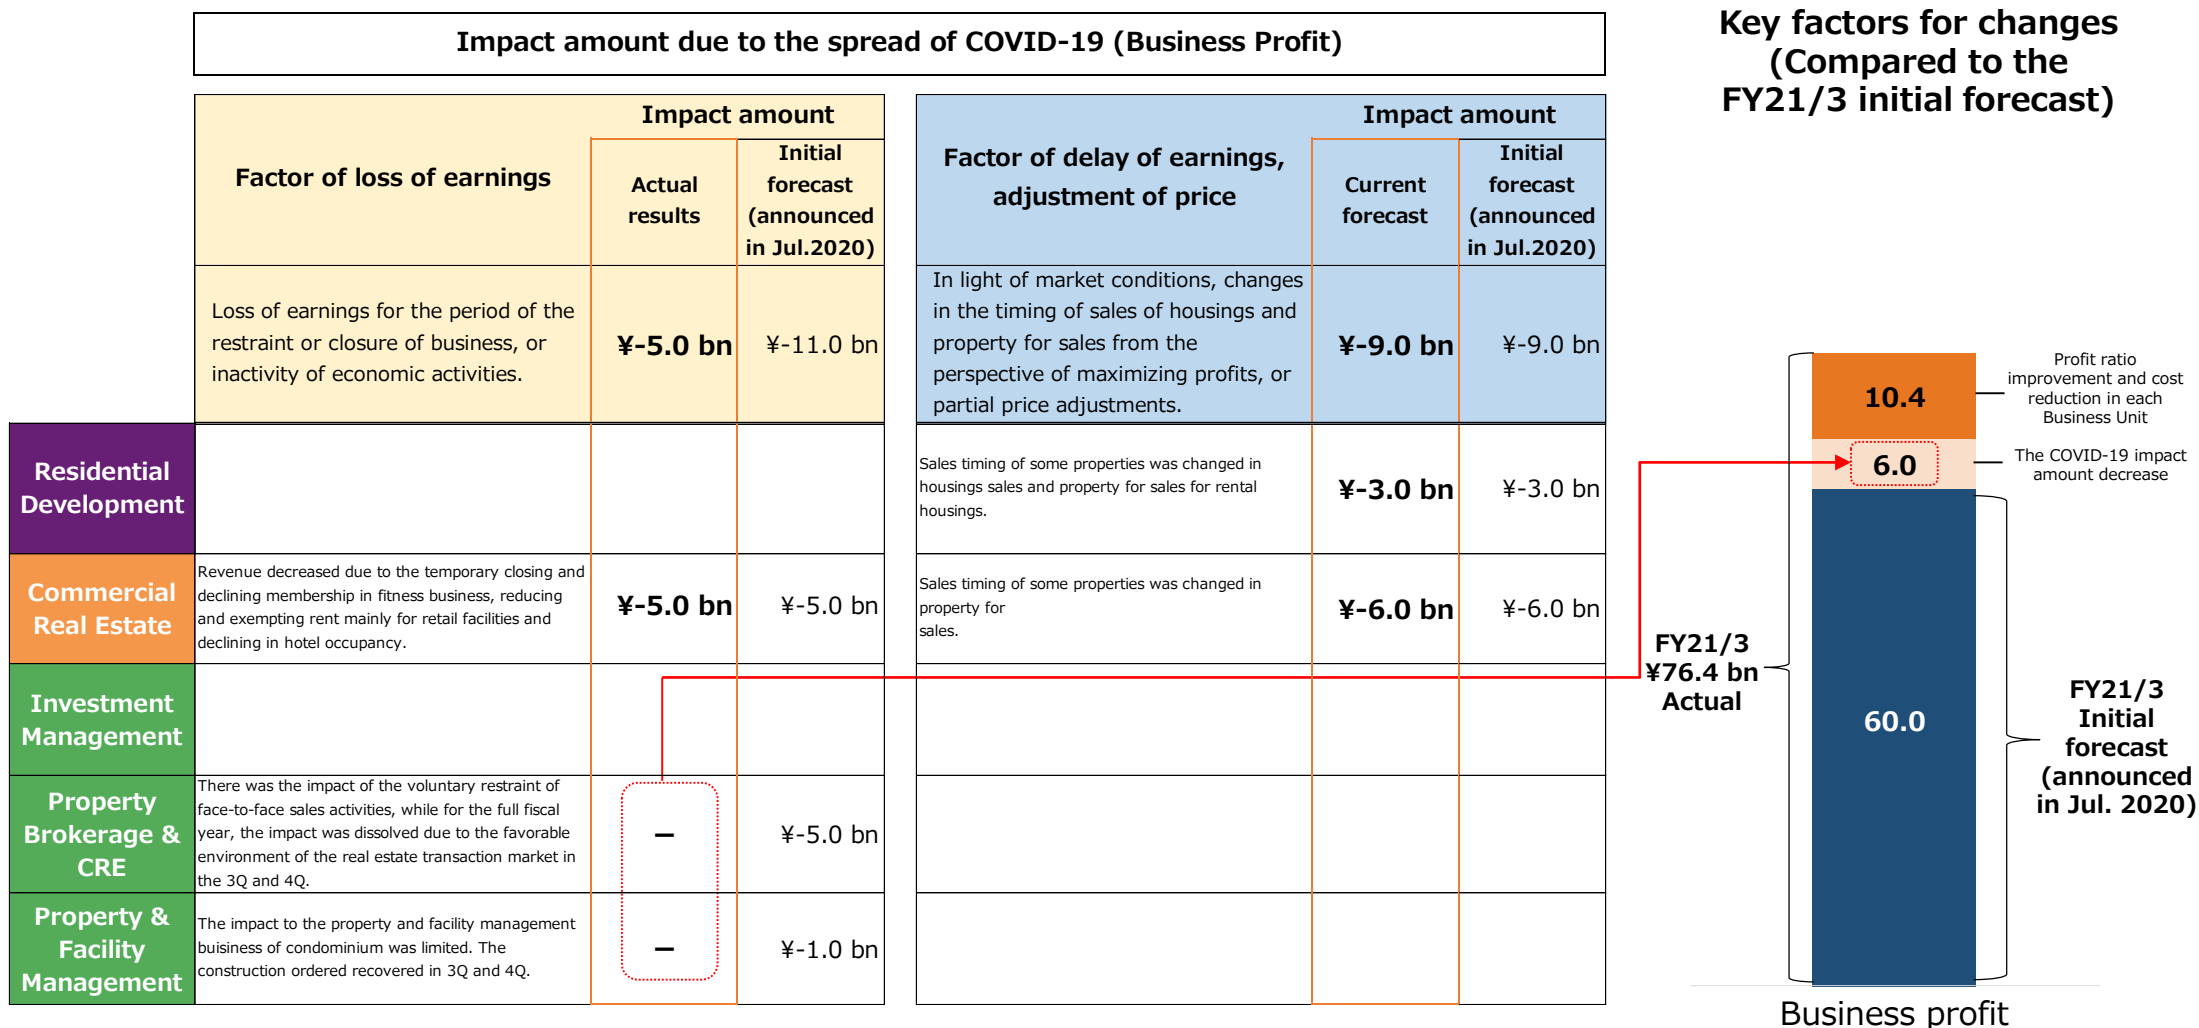 Impact amount due to the spread of COVID-19 (Business Profit)
Key factors for changes
(Compared to the
FY21/3 initial forecast)
Factor of loss of earnings
Impact amount
Actual
results
Initial
forecast
(announced
in Jul.2020)
Loss of earnings for the period of the
restraint or closure of business, or
inactivity of economic activities.
¥-5.0 bn
¥-11.0 bn
Factor of delay of earnings,
adjustment of price
Impact amount
Current
forecast
Initial
forecast
(announced
in Jul.2020)
In light of market conditions, changes
in the timing of sales of housings and
property for sales from the
perspective of maximizing profits, or
partial price adjustments.
¥-9.0 bn
¥-9.0 bn
Residential
Development
Sales timing of some properties was changed in
housings sales and property for sales for rental
housings.
¥-3.0 bn
¥-3.0 bn
Commercial
Real Estate
Revenue decreased due to the temporary closing and
declining membership in fitness business, reducing
and exempting rent mainly for retail facilities and
declining in hotel occupancy.
¥-5.0 bn
¥-5.0 bn
Sales timing of some properties was changed in
property for
sales.
¥-6.0 bn
¥-6.0 bn
Investment
Management
Property
Brokerage &
CRE
There was the impact of the voluntary restraint of
face-to-face sales activities, while for the full fiscal
year, the impact was dissolved due to the favorable
environment of the real estate transaction market in
the 3Q and 4Q.
–
¥-5.0 bn
Property &
Facility
Management
The impact to the property and facility management
buisiness of condominium was limited. The
construction ordered recovered in 3Q and 4Q.
–
¥-1.0 bn
10.4
Profit ratio
improvement and cost
reduction in each
Business Unit
6.0
The COVID-19 impact
amount decrease
FY21/3
¥76.4 bn
Actual
60.0
FY21/3
Initial
forecast
(announced
in Jul. 2020)
Business profit